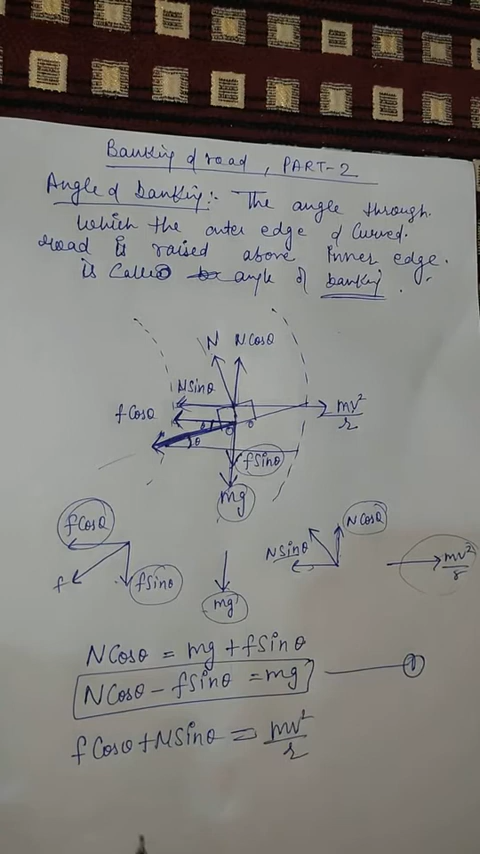 Banking of road, PART-2
Angle of banking:- The angle through
which the outer edge of curved
road is raised above inner edge.
is called angle of banking.
N NCosθ
NSinθ
fCosθ
mv²/r
θ
θ
θ
fSinθ
mg
fCosθ
f
fSinθ
mg
NSinθ
NCosθ
mv²/r
NCosθ = mg + fSinθ
NCosθ - fSinθ = mg — ①
fCosθ + NSinθ = mv²/r